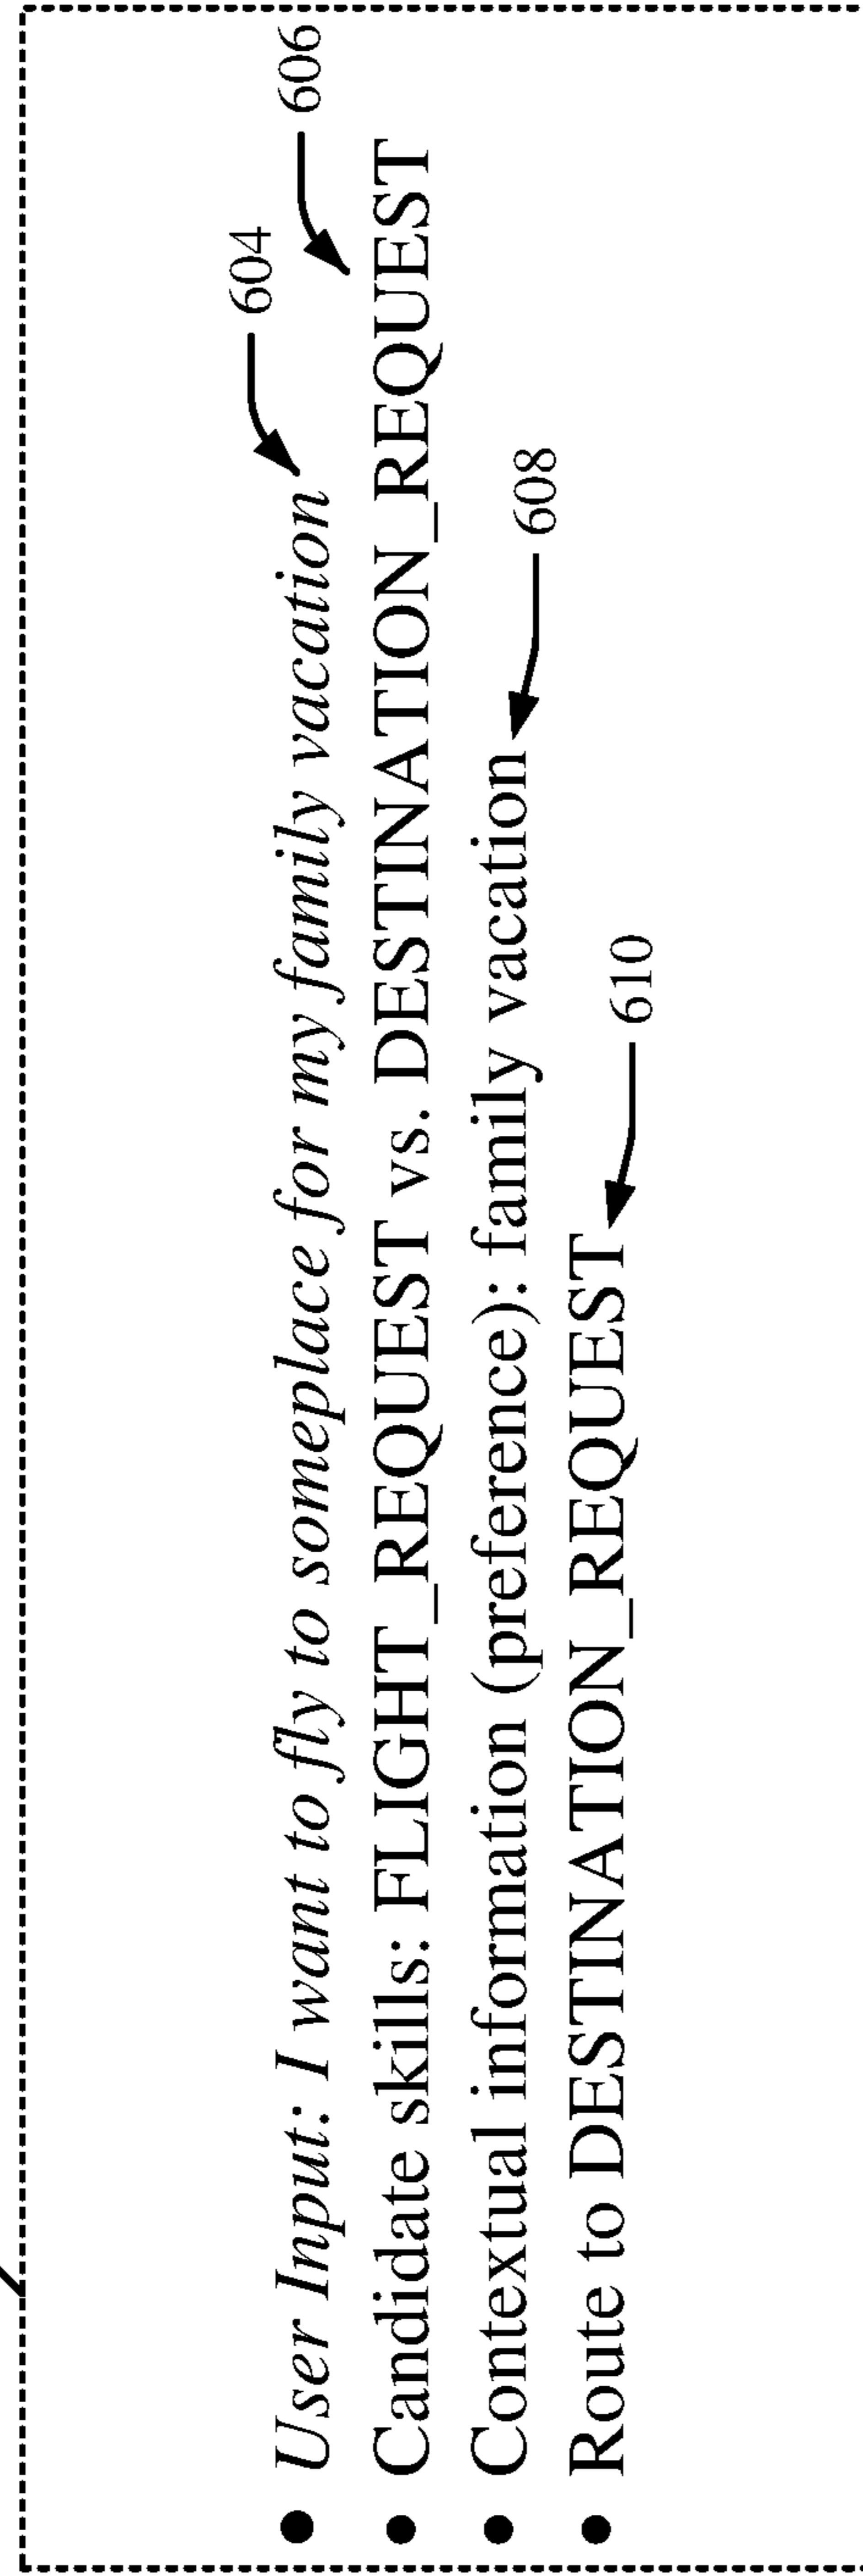 • User Input: I want to fly to someplace for my family vacation 604
• Candidate skills: FLIGHT_REQUEST vs. DESTINATION_REQUEST 606
• Contextual information (preference): family vacation 608
• Route to DESTINATION_REQUEST 610